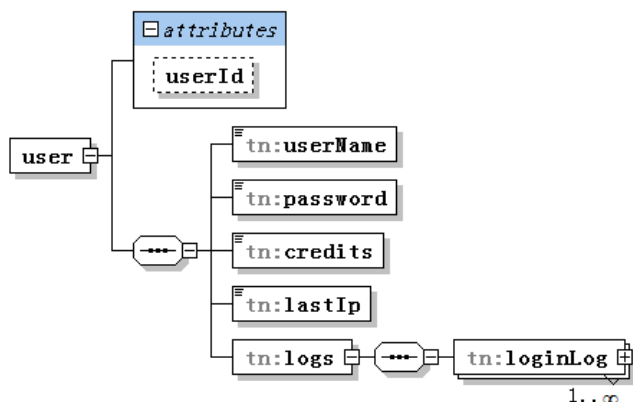 attributes
userId
user
tn:userName
tn:password
tn:credits
tn:lastIp
tn:logs
tn:loginLog
1..∞